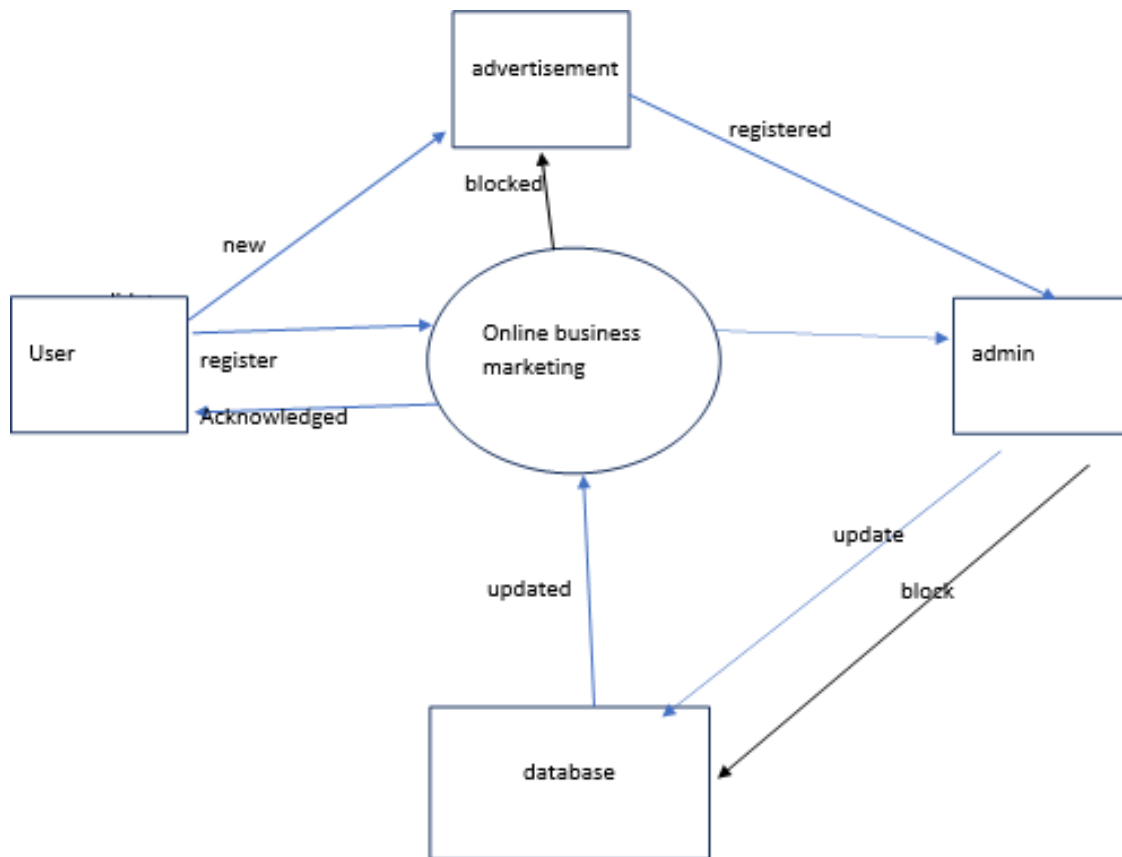 advertisement
registered
blocked
new
Online business
marketing
User
register
admin
Acknowledged
update
updated
block
database